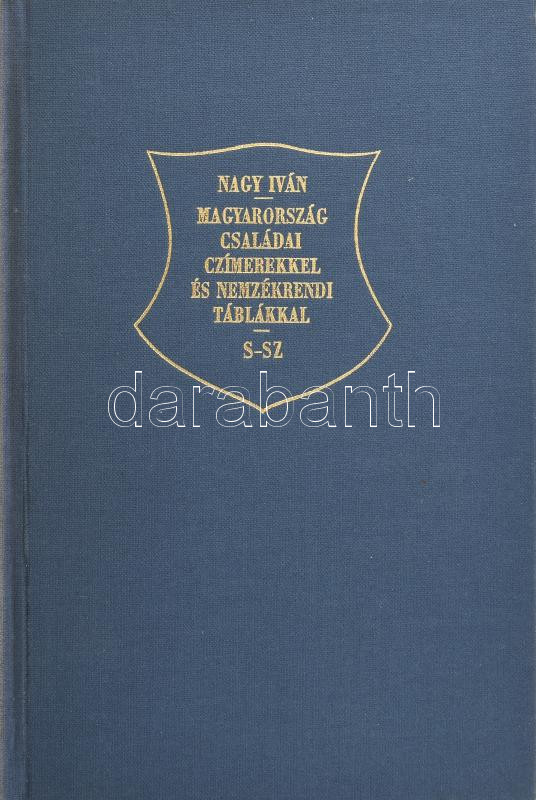 NAGY IVÁN
MAGYARORSZÁG
CSALÁDAI
CZÍMEREKKEL
ÉS NEMZÉKRENDI
TÁBLÁKKAL
S-SZ
darabanth